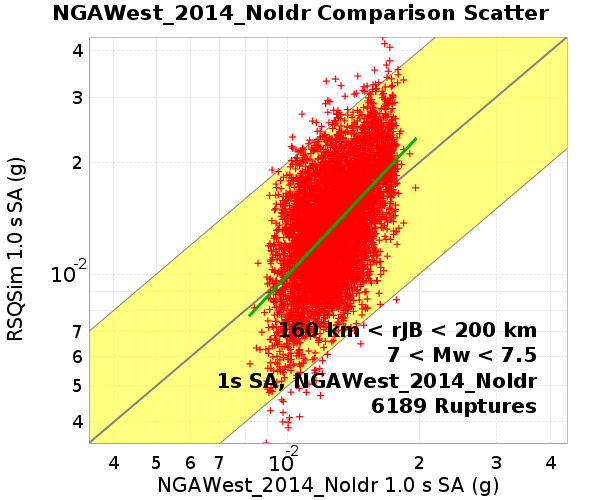 NGAWest_2014_NoIdr Comparison Scatter
RSQSim 1.0 s SA (g)
4
3
2
10-2
7
6
5
4
160 km < rJB < 200 km
7 < Mw < 7.5
1s SA, NGAWest_2014_NoIdr
6189 Ruptures
4 5 6 7 10-2 2 3 4
NGAWest_2014_NoIdr 1.0 s SA (g)